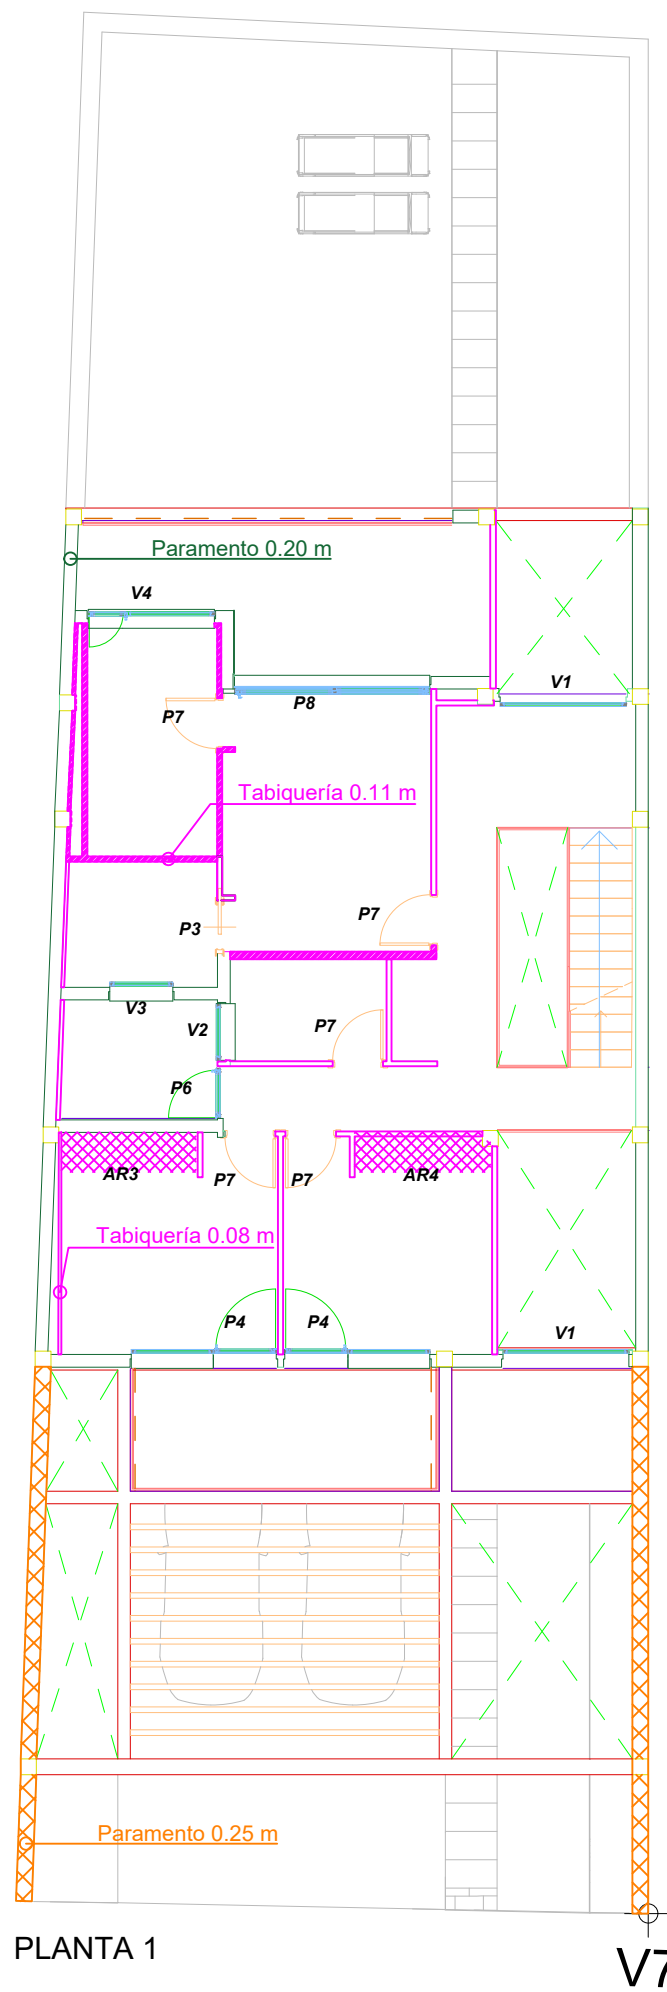 Paramento 0.20 m
V4
V1
P8
P7
Tabiquería 0.11 m
P7
P3
V3
V2
P7
P6
AR3
P7
P7
AR4
Tabiquería 0.08 m
P4
P4
V1
Paramento 0.25 m
PLANTA 1
V7